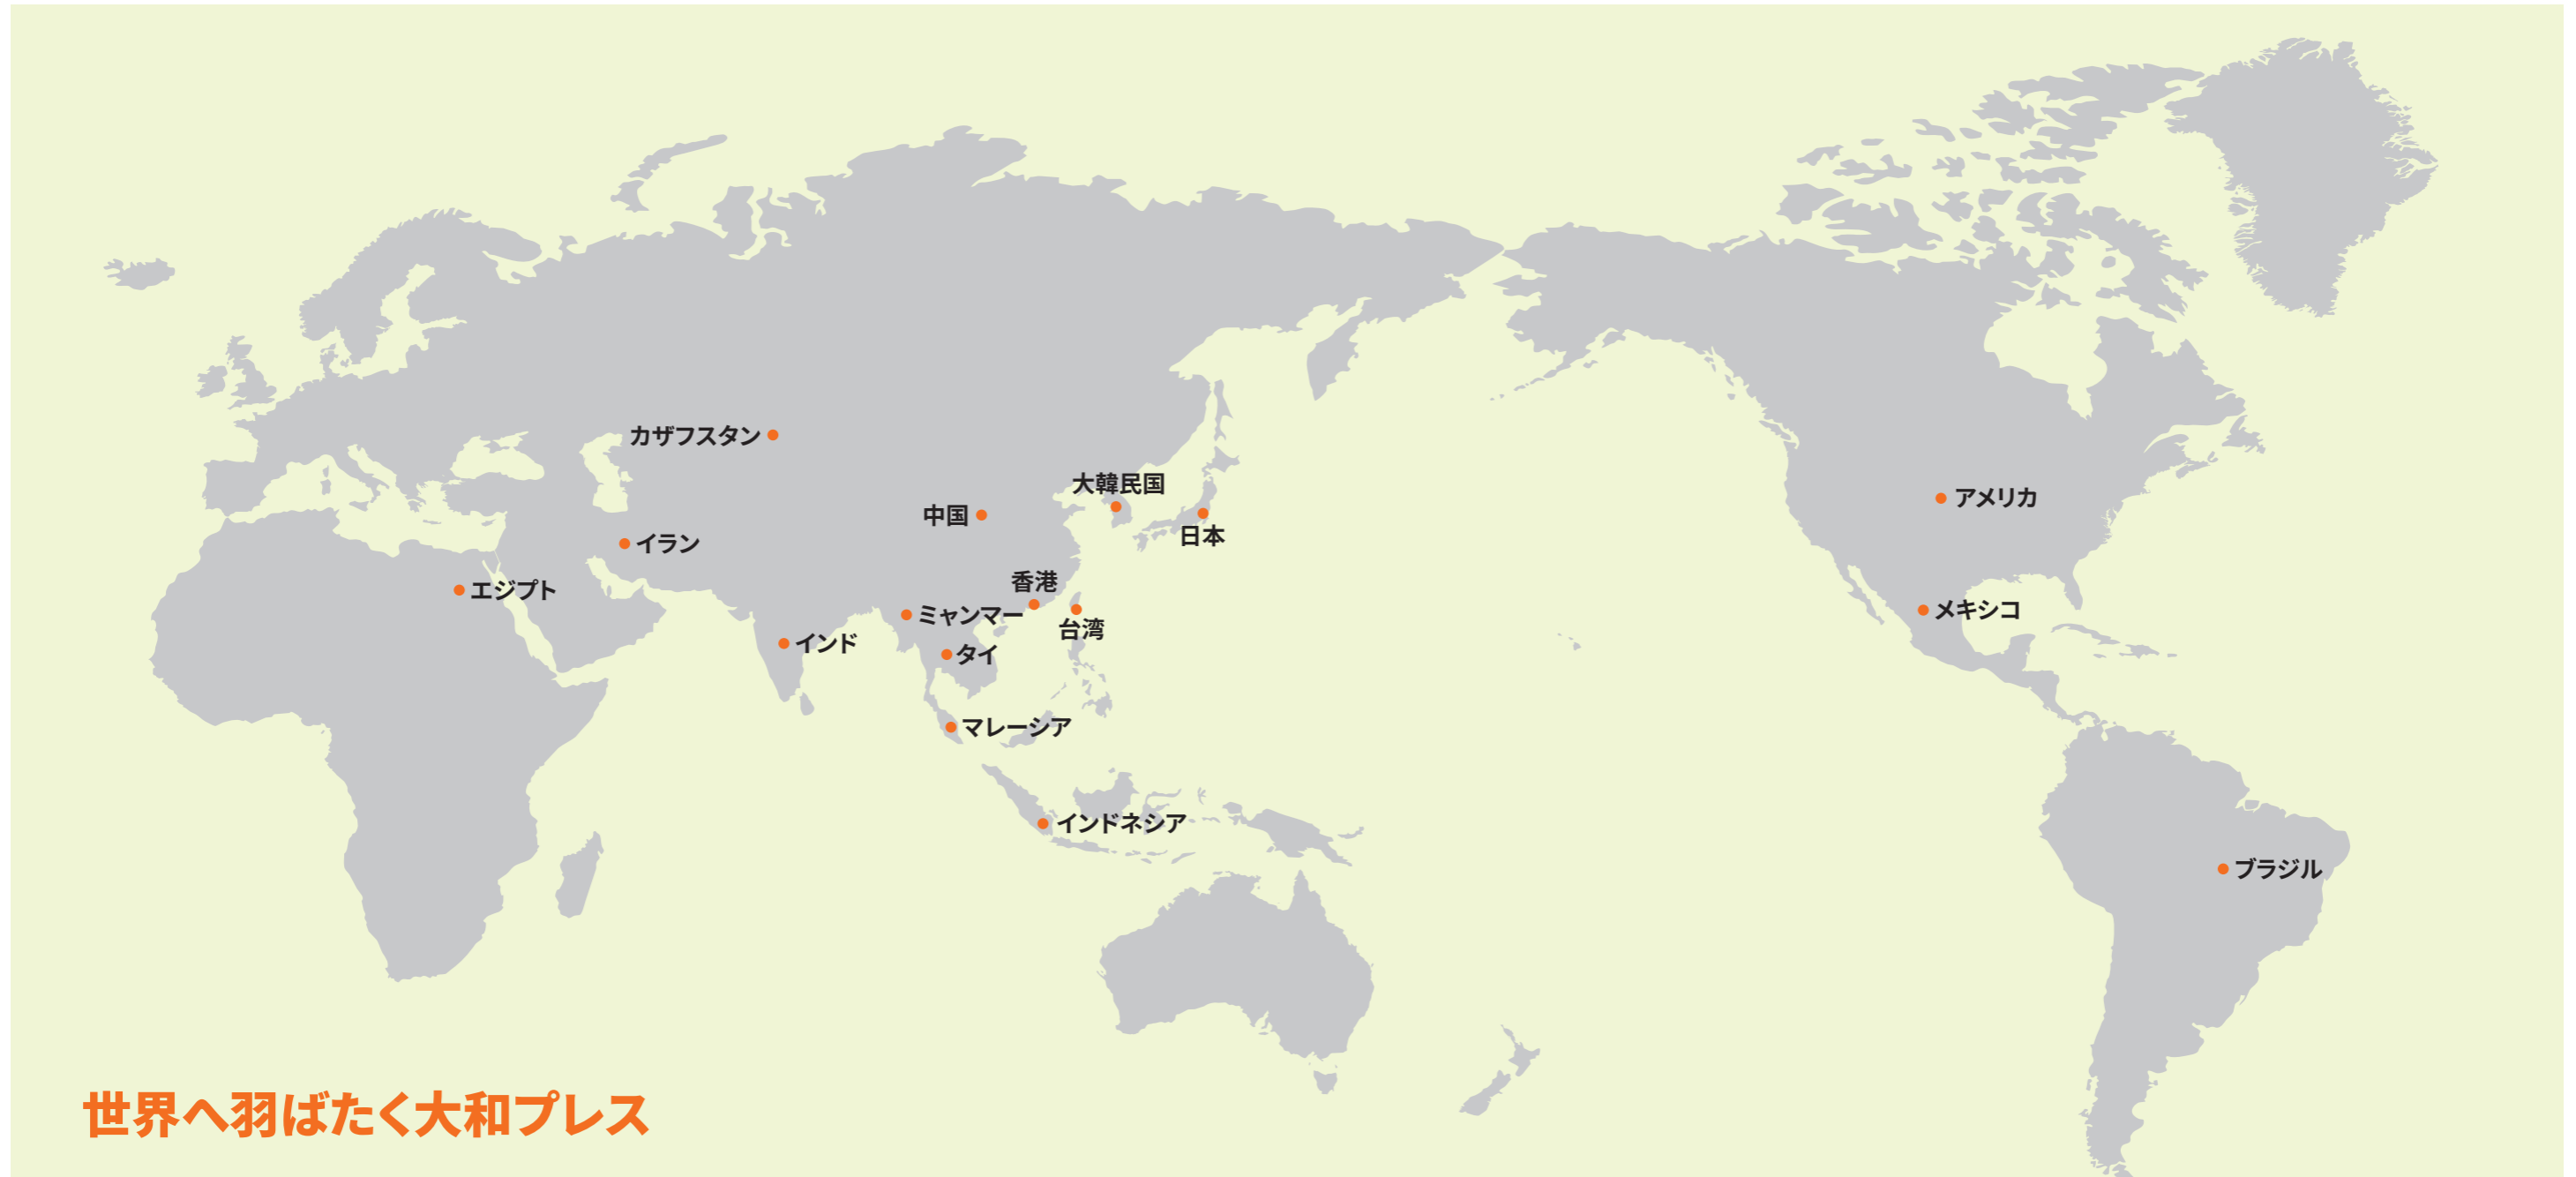 カザフスタン
大韓民国
アメリカ
中国
日本
イラン
香港
エジプト
ミャンマー
メキシコ
台湾
インド
タイ
マレーシア
インドネシア
ブラジル
世界へ羽ばたく大和プレス